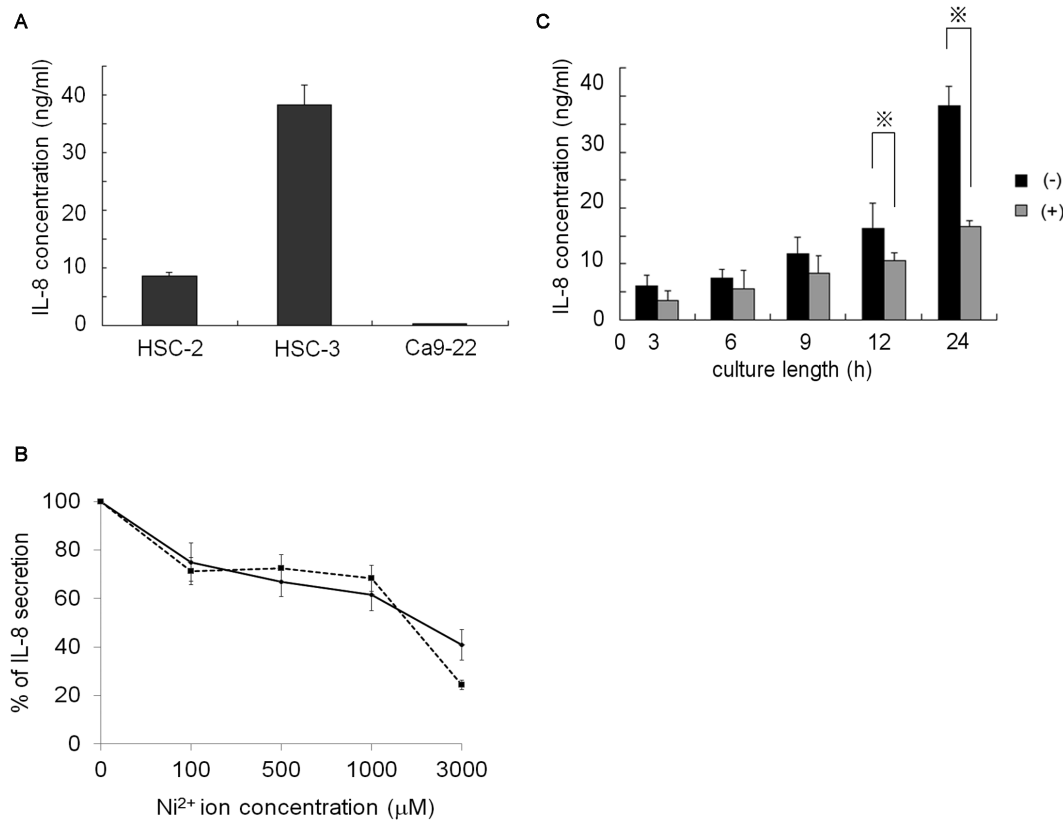 A
IL-8 concentration (ng/ml)
40
30
20
10
0
HSC-2 HSC-3 Ca9-22
C
IL-8 concentration (ng/ml)
40
30
20
10
0
※
※
(-)
(+)
0 3 6 9 12 24
culture length (h)
B
% of IL-8 secretion
100
80
60
40
20
0
0 100 500 1000 3000
Ni²⁺ ion concentration (μM)